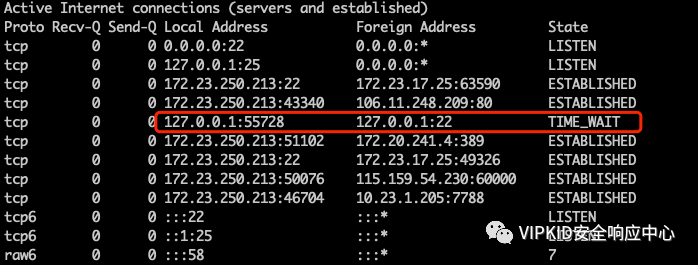 Active Internet connections (servers and established)
Proto Recv-Q Send-Q Local Address Foreign Address State
tcp 0 0 0.0.0.0:22 0.0.0.0:* LISTEN
tcp 0 0 127.0.0.1:25 0.0.0.0:* LISTEN
tcp 0 0 172.23.250.213:22 172.23.17.25:63590 ESTABLISHED
tcp 0 0 172.23.250.213:43340 106.11.248.209:80 ESTABLISHED
tcp 0 0 127.0.0.1:55728 127.0.0.1:22 TIME_WAIT
tcp 0 0 172.23.250.213:51102 172.20.241.4:389 ESTABLISHED
tcp 0 0 172.23.250.213:22 172.23.17.25:49326 ESTABLISHED
tcp 0 0 172.23.250.213:50076 115.159.54.230:60000 ESTABLISHED
tcp 0 0 172.23.250.213:46704 10.23.1.205:7788 ESTABLISHED
tcp6 0 0 :::22 :::* LISTEN
tcp6 0 0 ::1:25 :::* LISTEN
raw6 0 0 :::58 :::* 7
VIPKID安全响应中心